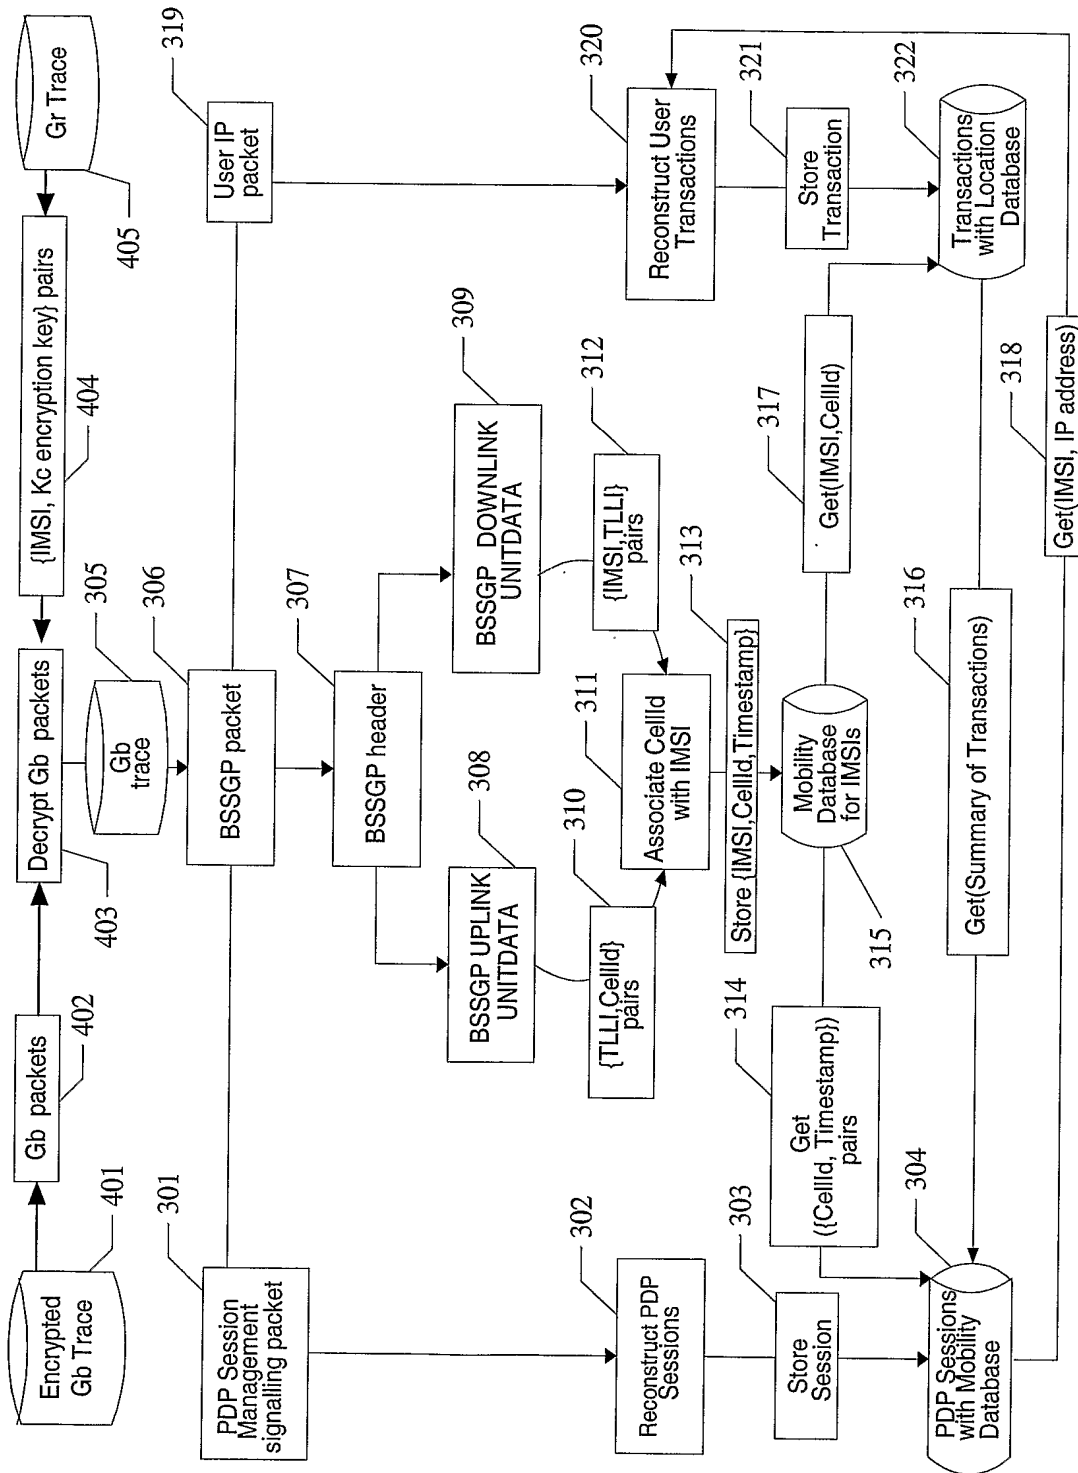 Encrypted
Gb Trace
401
Gb packets
402
Decrypt Gb packets
403
{IMSI, Kc encryption key} pairs
404
Gr Trace
405
Gb
trace
305
PDP Session
Management
signalling packet
301
BSSGP packet
306
User IP
packet
319
BSSGP header
307
BSSGP UPLINK
UNITDATA
308
BSSGP DOWNLINK
UNITDATA
309
{TLLI,CellId}
pairs
310
{IMSI,TLLI}
pairs
312
Reconstruct PDP
Sessions
302
Associate CellId
with IMSI
311
Reconstruct User
Transactions
320
Store {IMSI,CellId,Timestamp}
313
Store
Session
303
Store
Transaction
321
Get
({CellId, Timestamp})
pairs
314
Mobility
Database
for IMSIs
315
Get(IMSI,CellId)
317
PDP Sessions
with Mobility
Database
304
Get(Summary of Transactions)
316
Transactions
with Location
Database
322
Get(IMSI, IP address)
318